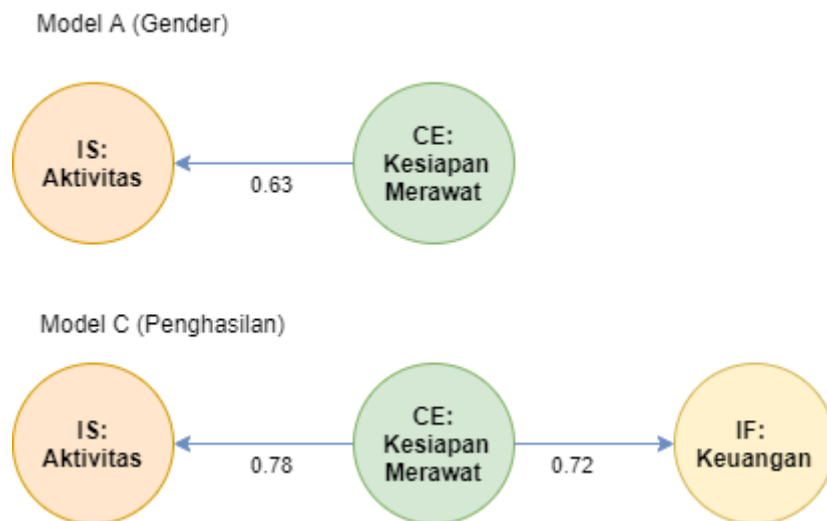 Model A (Gender)
IS:
Aktivitas
0.63
CE:
Kesiapan
Merawat
Model C (Penghasilan)
IS:
Aktivitas
0.78
CE:
Kesiapan
Merawat
0.72
IF:
Keuangan